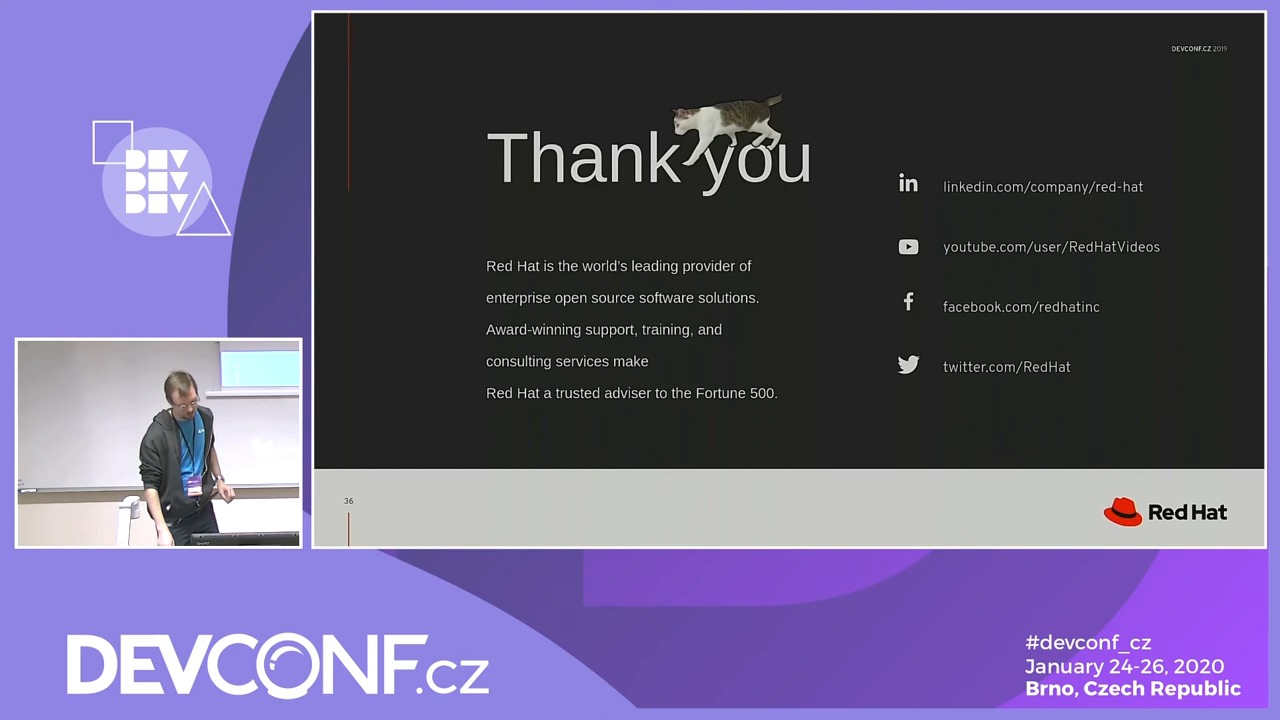 DEV
DEV
DEV
DEVCONF.CZ 2019
Thank you
Red Hat is the world's leading provider of
enterprise open source software solutions.
Award-winning support, training, and
consulting services make
Red Hat a trusted adviser to the Fortune 500.
in
linkedin.com/company/red-hat
youtube.com/user/RedHatVideos
f
facebook.com/redhatinc
twitter.com/RedHat
36
Red Hat
DEVCONF.cz
#devconf_cz
January 24-26, 2020
Brno, Czech Republic